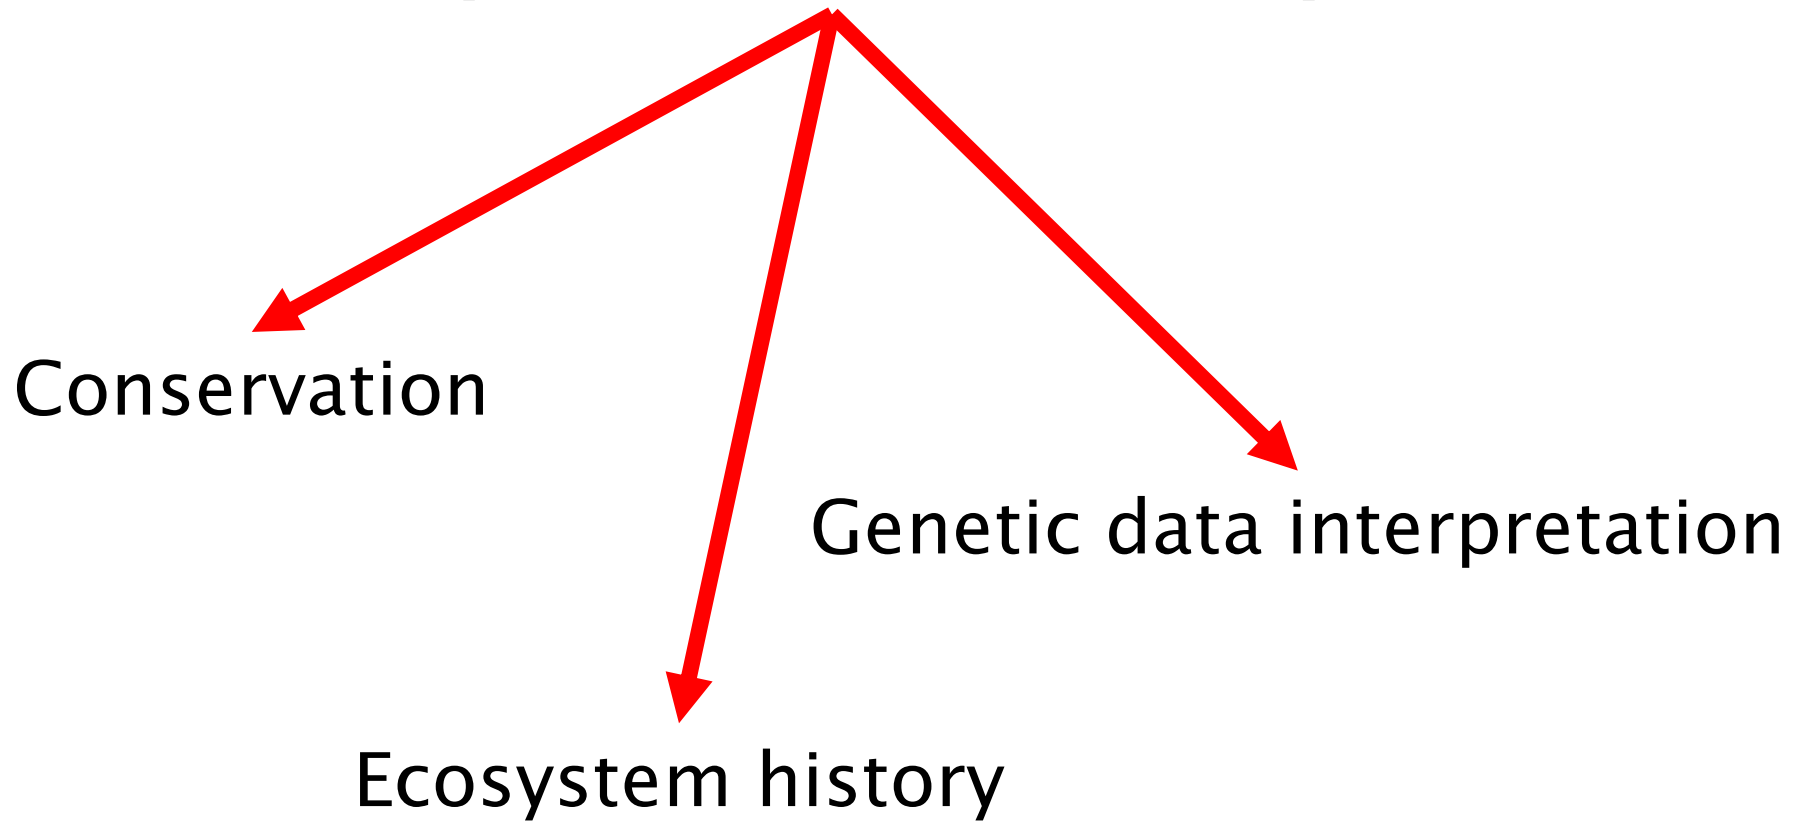 Conservation
Genetic data interpretation
Ecosystem history